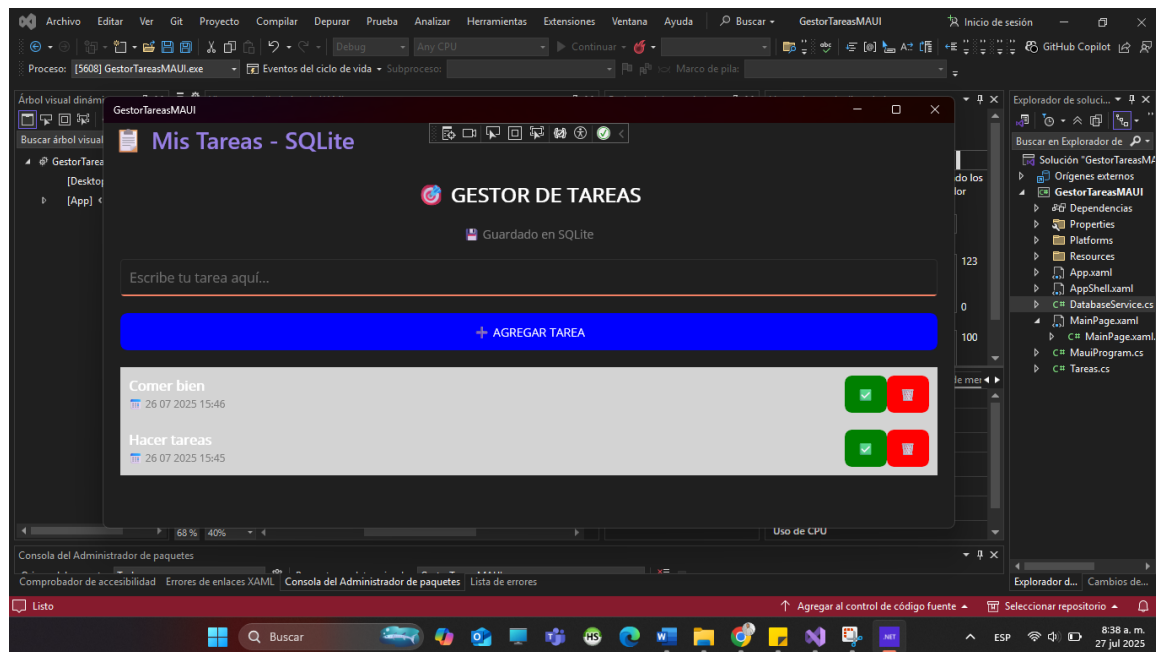 Archivo Editar Ver Git Proyecto Compilar Depurar Prueba Analizar Herramientas Extensiones Ventana Ayuda Buscar GestorTareasMAUI Inicio de sesión
Debug Any CPU Continuar GitHub Copilot
Proceso: [5608] GestorTareasMAUI.exe Eventos del ciclo de vida Subproceso: Marco de pila:
Árbol visual dinámi
Buscar árbol visual
GestorTarea
[Deskto
[App]
GestorTareasMAUI
Mis Tareas - SQLite
GESTOR DE TAREAS
Guardado en SQLite
Escribe tu tarea aquí...
AGREGAR TAREA
Comer bien
26 07 2025 15:46
Hacer tareas
26 07 2025 15:45
do los
lor
123
0
100
de mer
68 % 40%
Uso de CPU
Explorador de soluci...
Buscar en Explorador de
Solución "GestorTareasMA
Orígenes externos
GestorTareasMAUI
Dependencias
Properties
Platforms
Resources
App.xaml
AppShell.xaml
C# DatabaseService.cs
MainPage.xaml
C# MainPage.xaml.
C# MauiProgram.cs
C# Tareas.cs
Consola del Administrador de paquetes
Comprobador de accesibilidad Errores de enlaces XAML Consola del Administrador de paquetes Lista de errores
Explorador d... Cambios de...
Listo Agregar al control de código fuente Seleccionar repositorio
Buscar HS NET ESP 8:38 a. m.
27 jul 2025